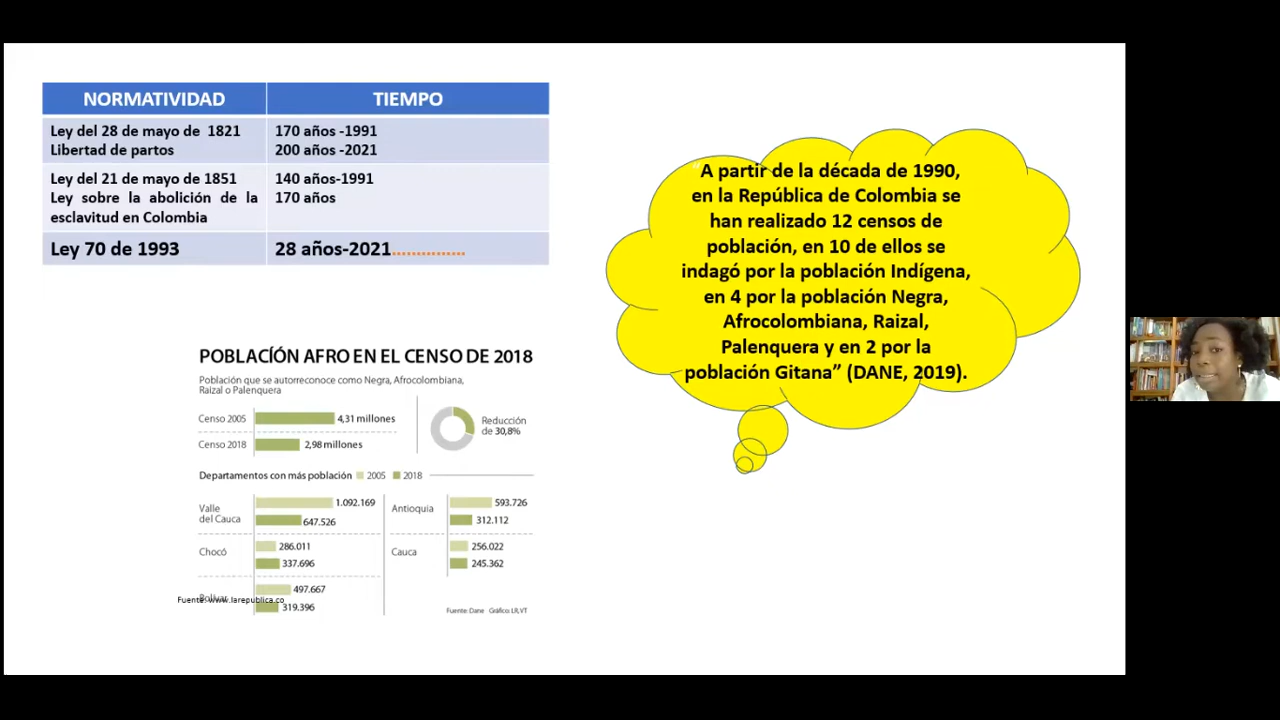 NORMATIVIDAD TIEMPO
Ley del 28 de mayo de 1821 170 años -1991
Libertad de partos 200 años -2021
Ley del 21 de mayo de 1851 140 años-1991
Ley sobre la abolición de la 170 años
esclavitud en Colombia
Ley 70 de 1993 28 años-2021...............
“A partir de la década de 1990,
en la República de Colombia se
han realizado 12 censos de
población, en 10 de ellos se
indagó por la población Indígena,
en 4 por la población Negra,
Afrocolombiana, Raizal,
Palenquera y en 2 por la
población Gitana” (DANE, 2019).
POBLACÍÓN AFRO EN EL CENSO DE 2018
Población que se autorreconoce como Negra, Afrocolombiana,
Raizal o Palenquera
Censo 2005 4,31 millones
Censo 2018 2,98 millones
Reducción
de 30,8%
Departamentos con más población 2005 2018
Valle
del Cauca
1.092.169
647.526
Antioquia
593.726
312.112
Chocó
286.011
337.696
Cauca
256.022
245.362
Bolívar
497.667
319.396
Fuente: www.larepublica.co
Fuente: Dane Gráfico: LR, VT